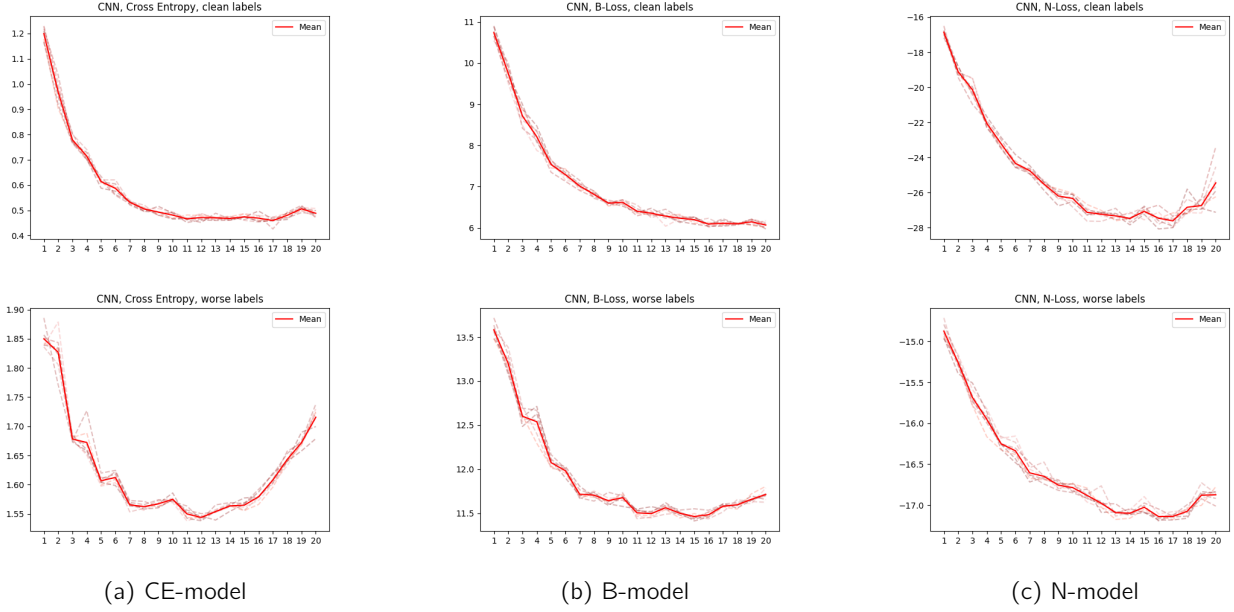 CNN, Cross Entropy, clean labels
Mean
1.2
1.1
1.0
0.9
0.8
0.7
0.6
0.5
0.4
1 2 3 4 5 6 7 8 9 10 11 12 13 14 15 16 17 18 19 20
CNN, B-Loss, clean labels
Mean
11
10
9
8
7
6
1 2 3 4 5 6 7 8 9 10 11 12 13 14 15 16 17 18 19 20
CNN, N-Loss, clean labels
Mean
−16
−18
−20
−22
−24
−26
−28
1 2 3 4 5 6 7 8 9 10 11 12 13 14 15 16 17 18 19 20
CNN, Cross Entropy, worse labels
Mean
1.90
1.85
1.80
1.75
1.70
1.65
1.60
1.55
1 2 3 4 5 6 7 8 9 10 11 12 13 14 15 16 17 18 19 20
CNN, B-Loss, worse labels
Mean
13.5
13.0
12.5
12.0
11.5
1 2 3 4 5 6 7 8 9 10 11 12 13 14 15 16 17 18 19 20
CNN, N-Loss, worse labels
Mean
−15.0
−15.5
−16.0
−16.5
−17.0
1 2 3 4 5 6 7 8 9 10 11 12 13 14 15 16 17 18 19 20
(a) CE-model
(b) B-model
(c) N-model